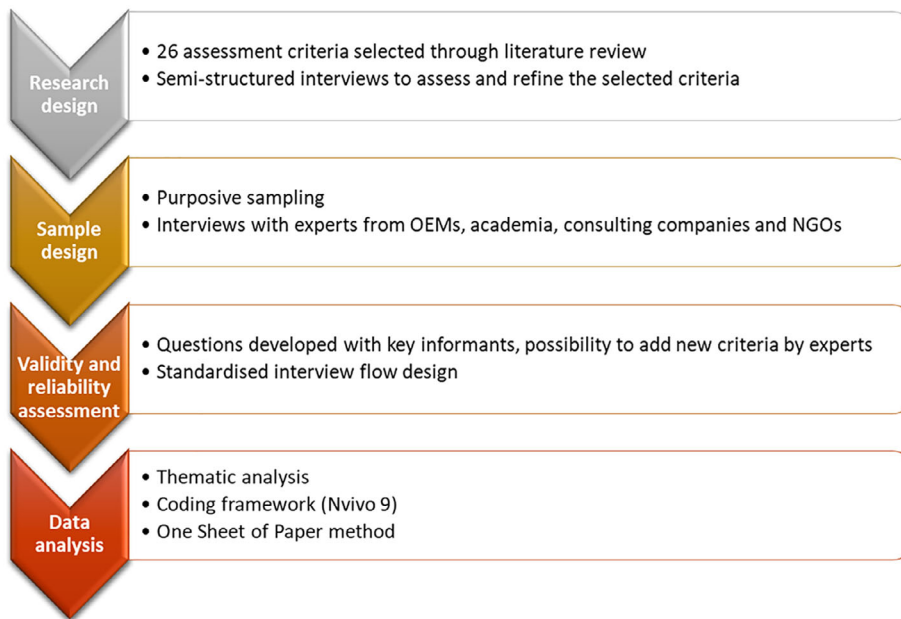 Research
design
• 26 assessment criteria selected through literature review
• Semi-structured interviews to assess and refine the selected criteria
Sample
design
• Purposive sampling
• Interviews with experts from OEMs, academia, consulting companies and NGOs
Validity and
reliability
assessment
• Questions developed with key informants, possibility to add new criteria by experts
• Standardised interview flow design
Data
analysis
• Thematic analysis
• Coding framework (Nvivo 9)
• One Sheet of Paper method